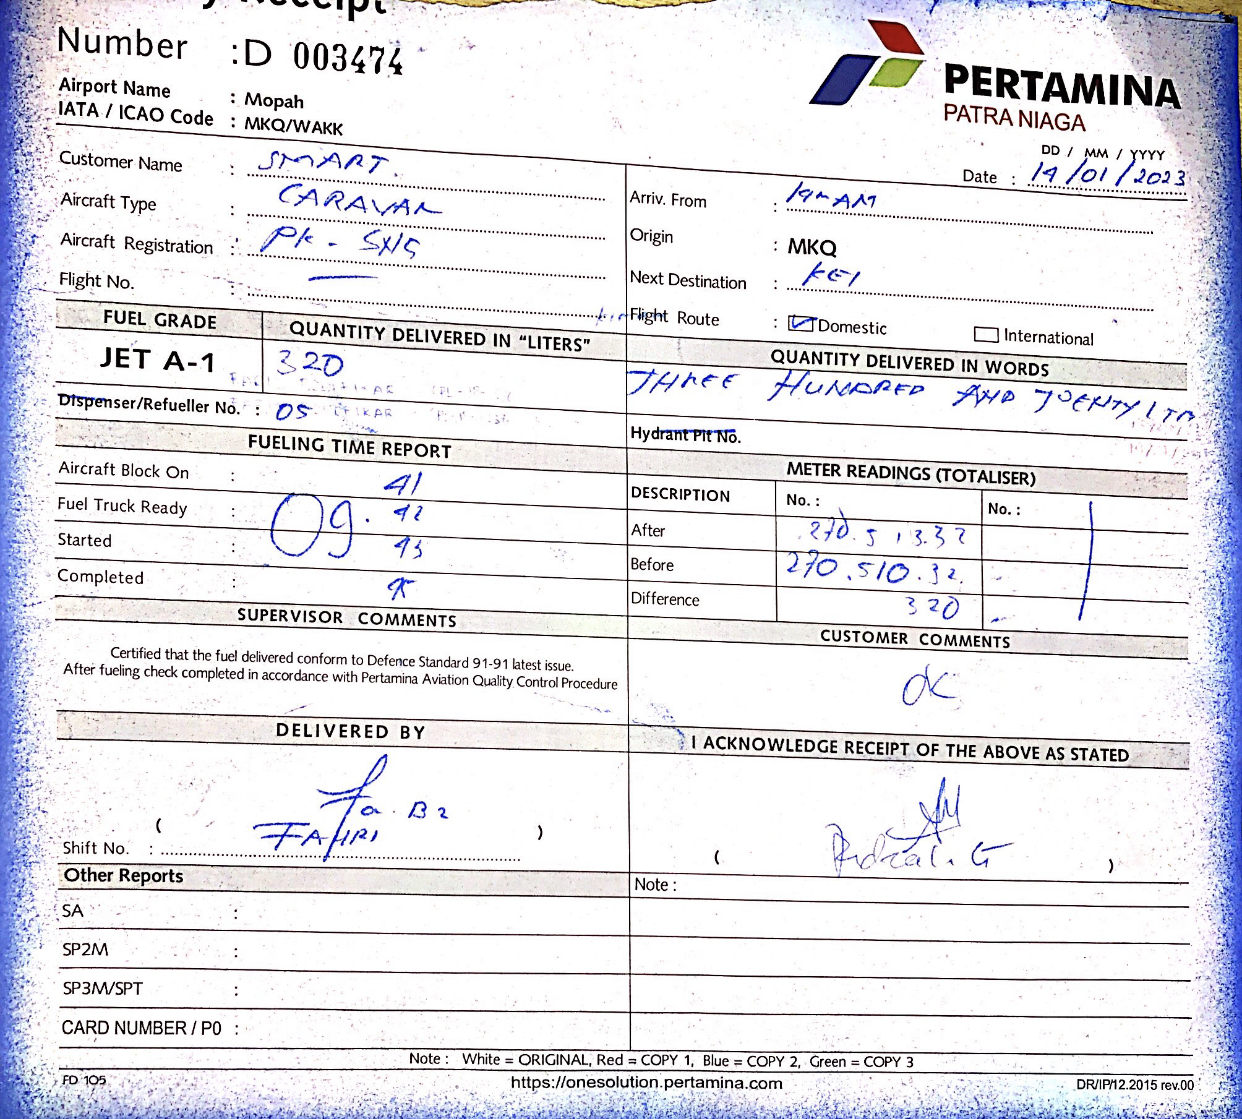 y Receipt
Number : D 003474
PERTAMINA
PATRA NIAGA
Airport Name : Mopah
IATA / ICAO Code : MKQ/WAKK
DD / MM / YYYY
Date : 19/01/2023
Customer Name : SMART.
Aircraft Type : CARAVAN
Aircraft Registration : PK -
Flight No. : —
Arriv. From :
Origin : MKQ
Next Destination : KEI
Flight Route : Domestic International
FUEL GRADE QUANTITY DELIVERED IN “LITERS”
JET A-1 320
QUANTITY DELIVERED IN WORDS
THREE HUNDRED AND TWENTY LTR
Dispenser/Refueller No. : 05
Hydrant Pit No.
FUELING TIME REPORT
Aircraft Block On : 41
Fuel Truck Ready : 09. 42
Started : 43
Completed :
METER READINGS (TOTALISER)
DESCRIPTION No. : No. :
After
Before 270.510.32.
Difference 320
SUPERVISOR COMMENTS
Certified that the fuel delivered conform to Defence Standard 91-91 latest issue.
After fueling check completed in accordance with Pertamina Aviation Quality Control Procedure
CUSTOMER COMMENTS
OK
DELIVERED BY
I ACKNOWLEDGE RECEIPT OF THE ABOVE AS STATED
( FAHRI )
Shift No. :
( )
Other Reports
Note :
SA :
SP2M :
SP3M/SPT :
CARD NUMBER / P0 :
Note : White = ORIGINAL, Red = COPY 1, Blue = COPY 2, Green = COPY 3
FD 105 https://onesolution.pertamina.com DR/IP/12.2015 rev.00